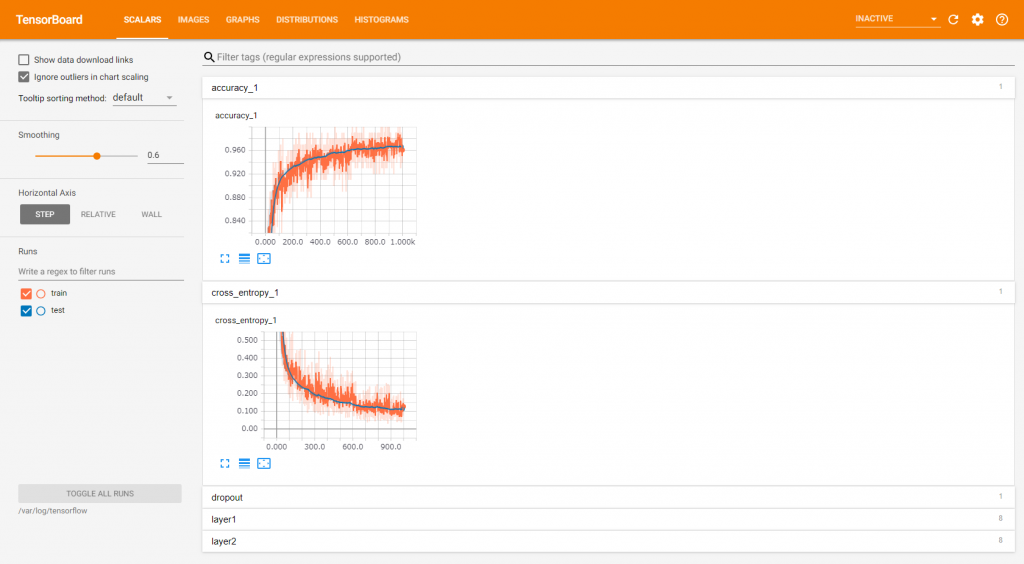 TensorBoard SCALARS IMAGES GRAPHS DISTRIBUTIONS HISTOGRAMS INACTIVE
Show data download links
Ignore outliers in chart scaling
Tooltip sorting method: default
Smoothing
0.6
Horizontal Axis
STEP RELATIVE WALL
Runs
Write a regex to filter runs
train
test
TOGGLE ALL RUNS
/var/log/tensorflow
Filter tags (regular expressions supported)
accuracy_1 1
accuracy_1
0.960
0.920
0.880
0.840
0.000 200.0 400.0 600.0 800.0 1.000k
cross_entropy_1 1
cross_entropy_1
0.500
0.400
0.300
0.200
0.100
0.00
0.000 300.0 600.0 900.0
dropout 1
layer1 8
layer2 8